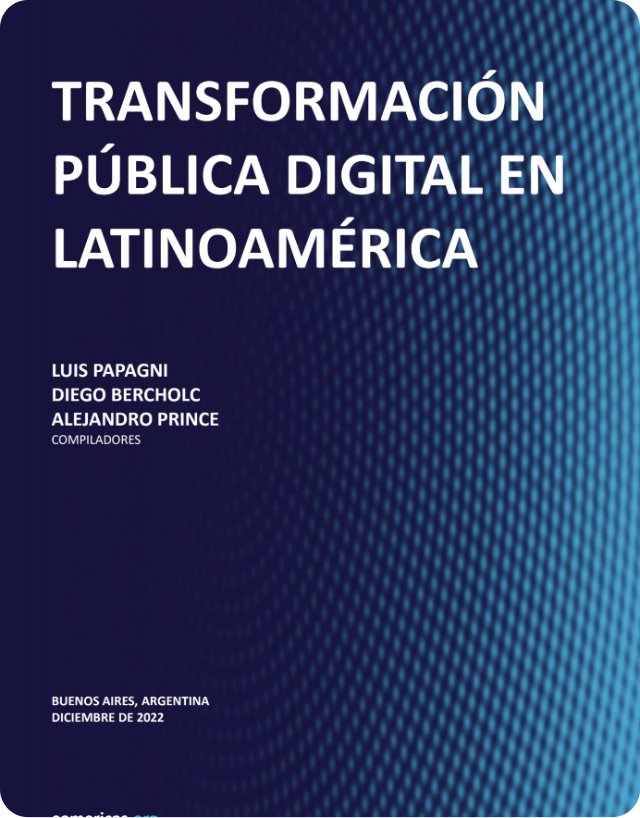 TRANSFORMACIÓN
PÚBLICA DIGITAL EN
LATINOAMÉRICA
LUIS PAPAGNI
DIEGO BERCHOLC
ALEJANDRO PRINCE
COMPILADORES
BUENOS AIRES, ARGENTINA
DICIEMBRE DE 2022